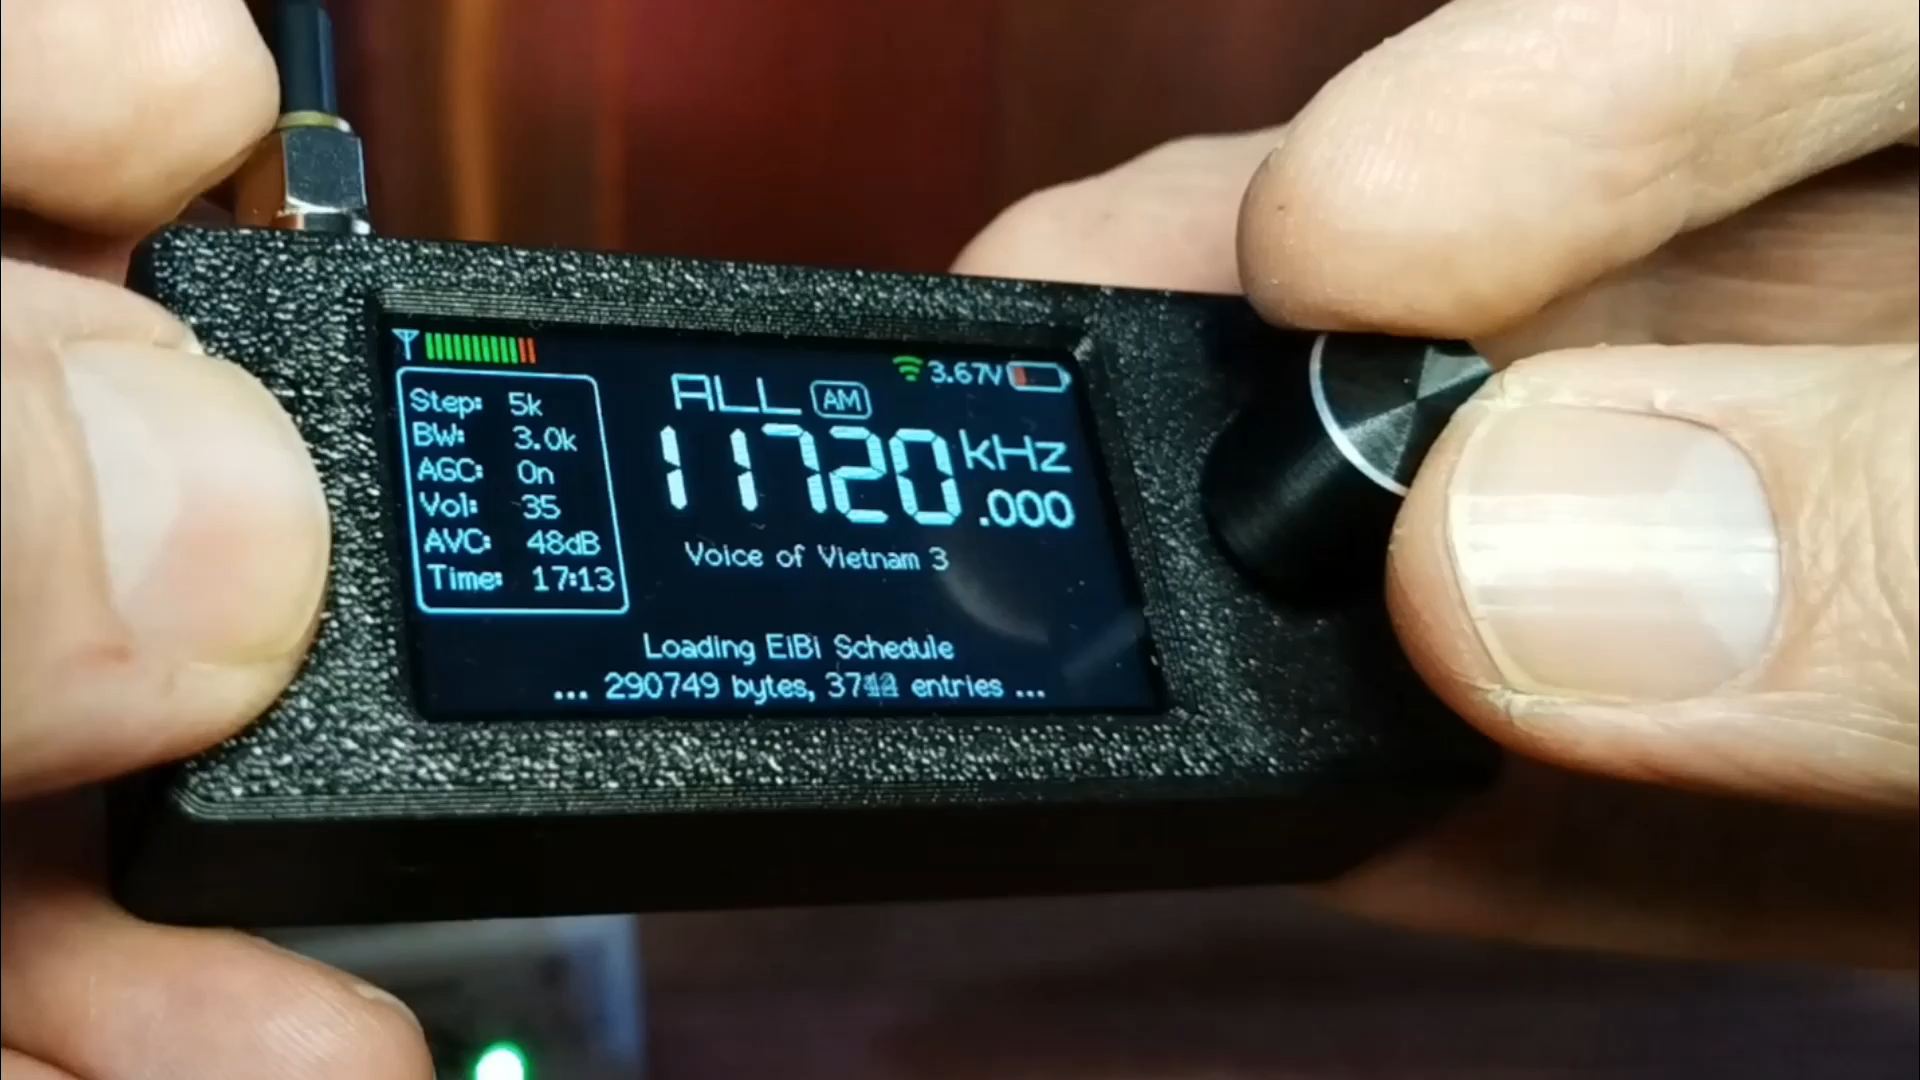 3.67V
ALL AM
Step: 5k
BW: 3.0k
AGC: On
Vol: 35
AVC: 48dB
Time: 17:13
11720 kHz
.000
Voice of Vietnam 3
Loading EiBi Schedule
... 290749 bytes, entries ...